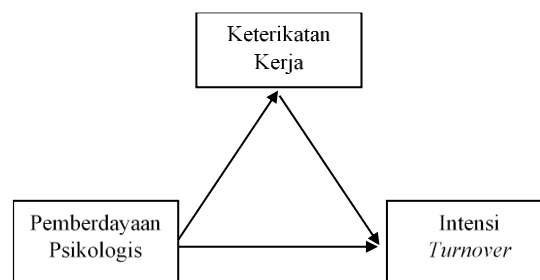 Keterikatan
Kerja
Pemberdayaan
Psikologis
Intensi
Turnover